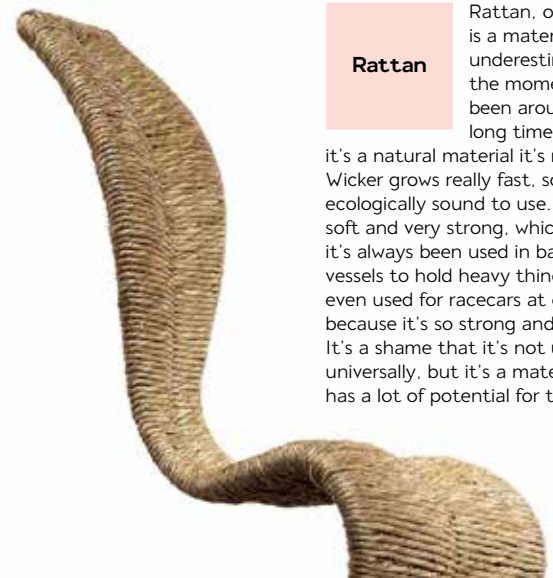 Rattan
Rattan, o
is a mater
underestin
the mome
been arou
long time
it's a natural material it's r
Wicker grows really fast, so
ecologically sound to use.
soft and very strong, whic
it's always been used in ba
vessels to hold heavy thing
even used for racecars at
because it's so strong and
It's a shame that it's not u
universally, but it's a mate
has a lot of potential for t